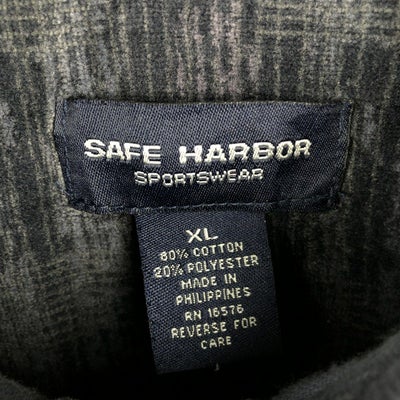 SAFE HARBOR
SPORTSWEAR
XL
80% COTTON
20% POLYESTER
MADE IN
PHILIPPINES
RN 16576
REVERSE FOR
CARE